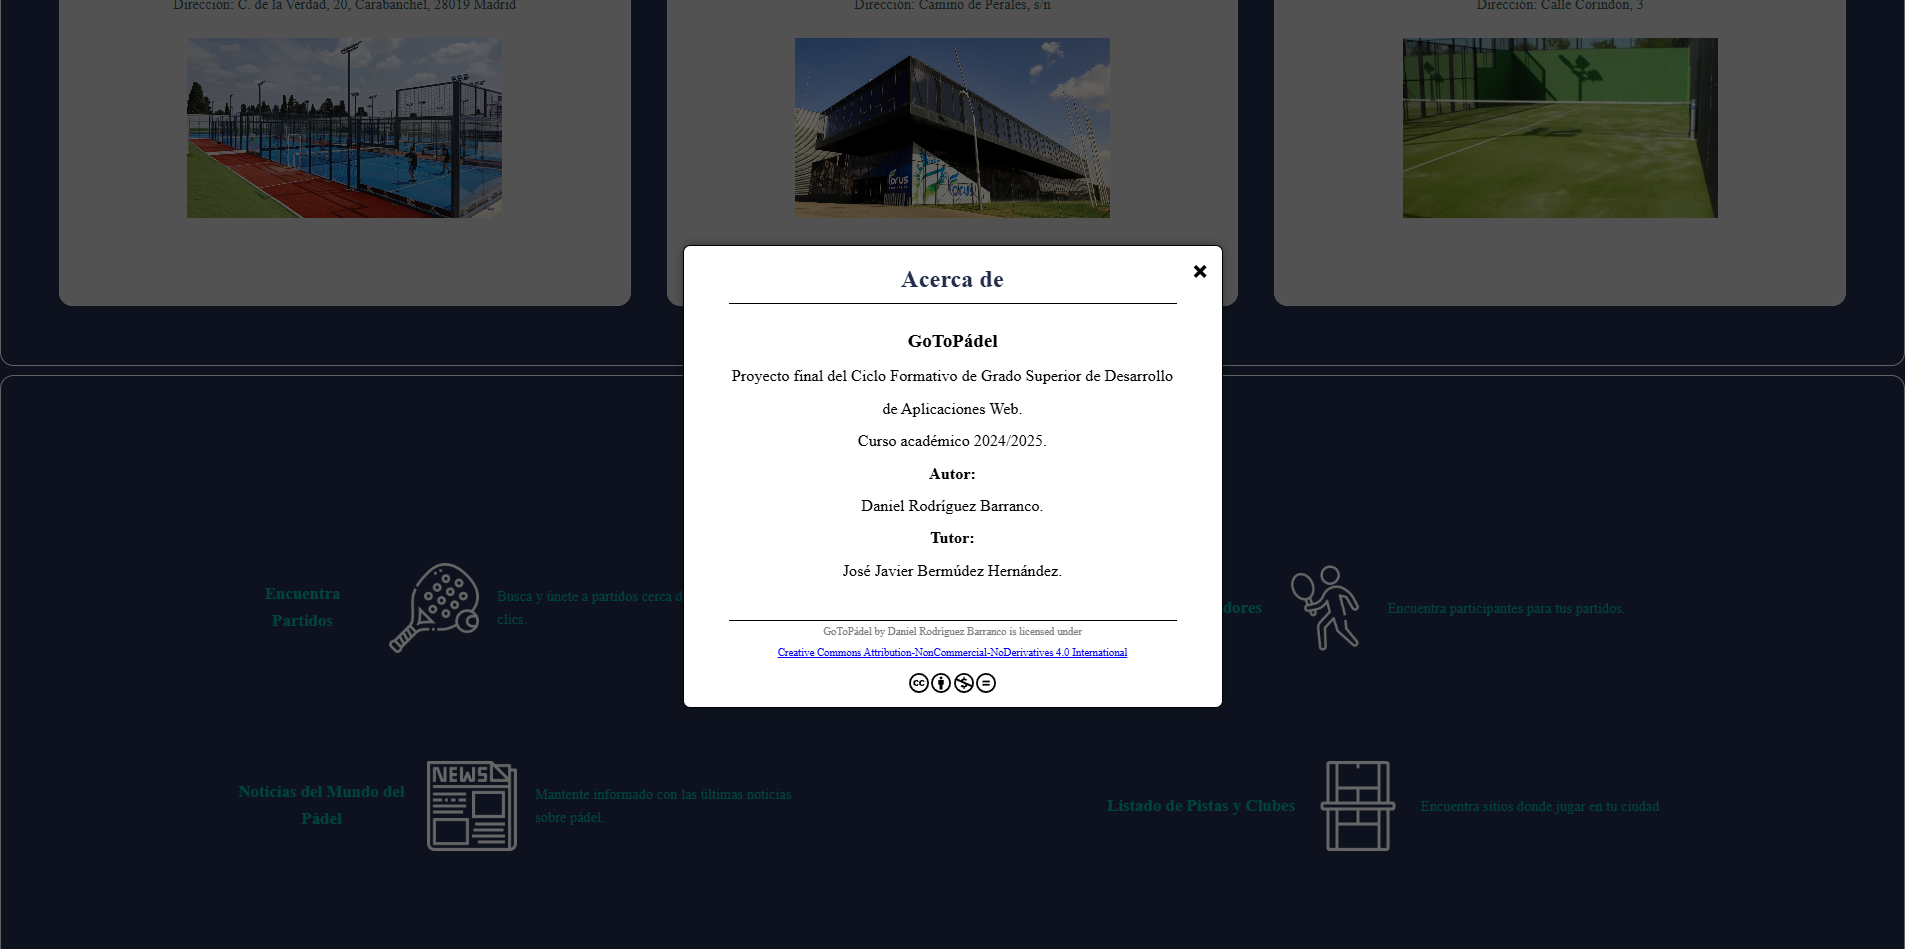 Dirección: C. de la Verdad, 20, Carabanchel, 28019 Madrid
Dirección: Camino de Perales, s/n
Dirección: Calle Corindón, 3
forus
forus
Acerca de
GoToPádel
Proyecto final del Ciclo Formativo de Grado Superior de Desarrollo
de Aplicaciones Web.
Curso académico 2024/2025.
Autor:
Daniel Rodríguez Barranco.
Tutor:
José Javier Bermúdez Hernández.
GoToPádel by Daniel Rodríguez Barranco is licensed under
Creative Commons Attribution-NonCommercial-NoDerivatives 4.0 International
cc
Encuentra
Partidos
Busca y únete a partidos cerca d
clics.
dores
Encuentra participantes para tus partidos.
Noticias del Mundo del
Pádel
NEWS
Mantente informado con las últimas noticias
sobre pádel.
Listado de Pistas y Clubes
Encuentra sitios donde jugar en tu ciudad